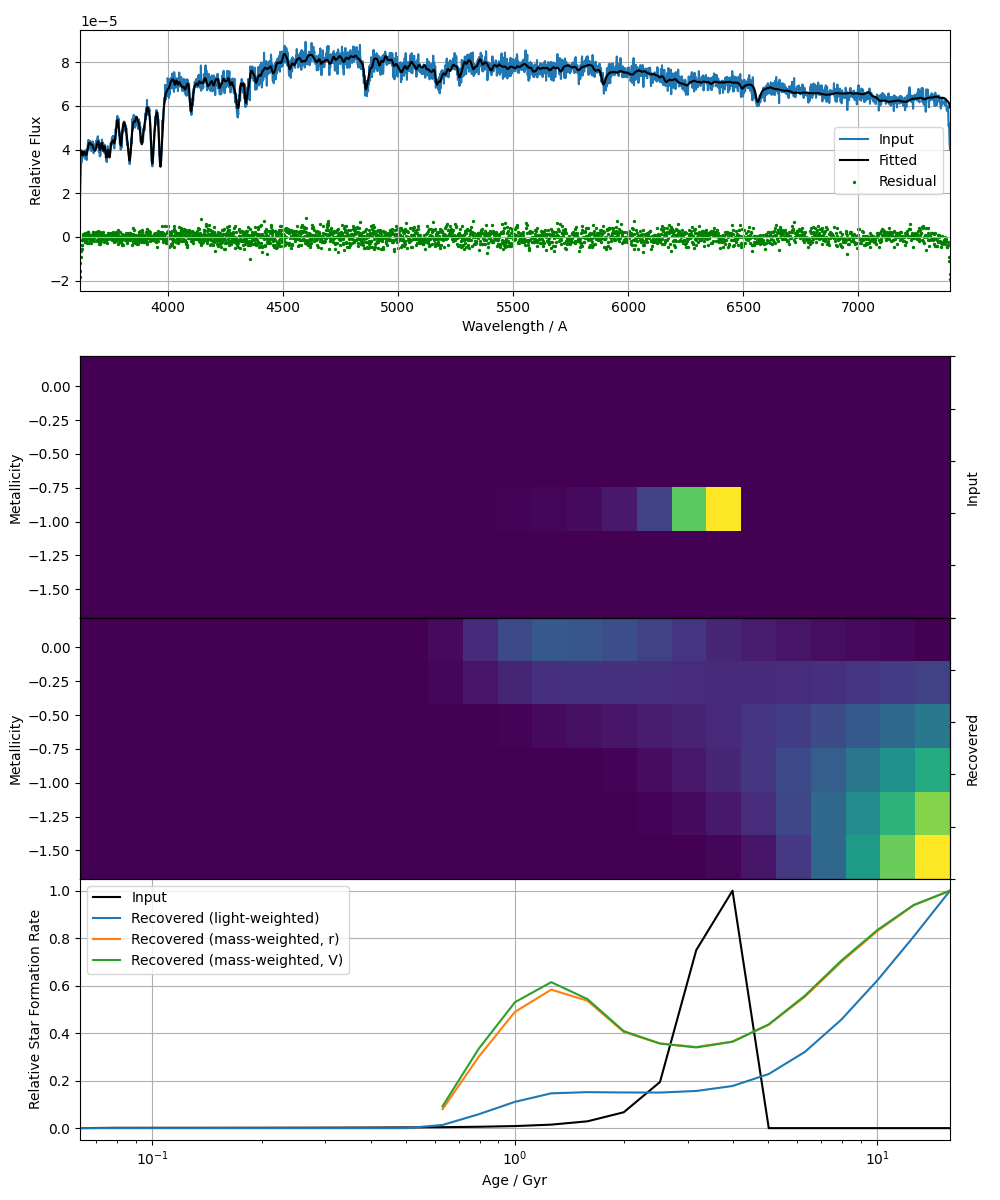 1e−5
8
6
4
2
0
−2
Relative Flux
Input
Fitted
Residual
4000 4500 5000 5500 6000 6500 7000
Wavelength / A
0.00
−0.25
−0.50
−0.75
−1.00
−1.25
−1.50
Metallicity
Input
0.00
−0.25
−0.50
−0.75
−1.00
−1.25
−1.50
Metallicity
Recovered
1.0
0.8
0.6
0.4
0.2
0.0
Relative Star Formation Rate
Input
Recovered (light-weighted)
Recovered (mass-weighted, r)
Recovered (mass-weighted, V)
10⁻¹ 10⁰ 10¹
Age / Gyr